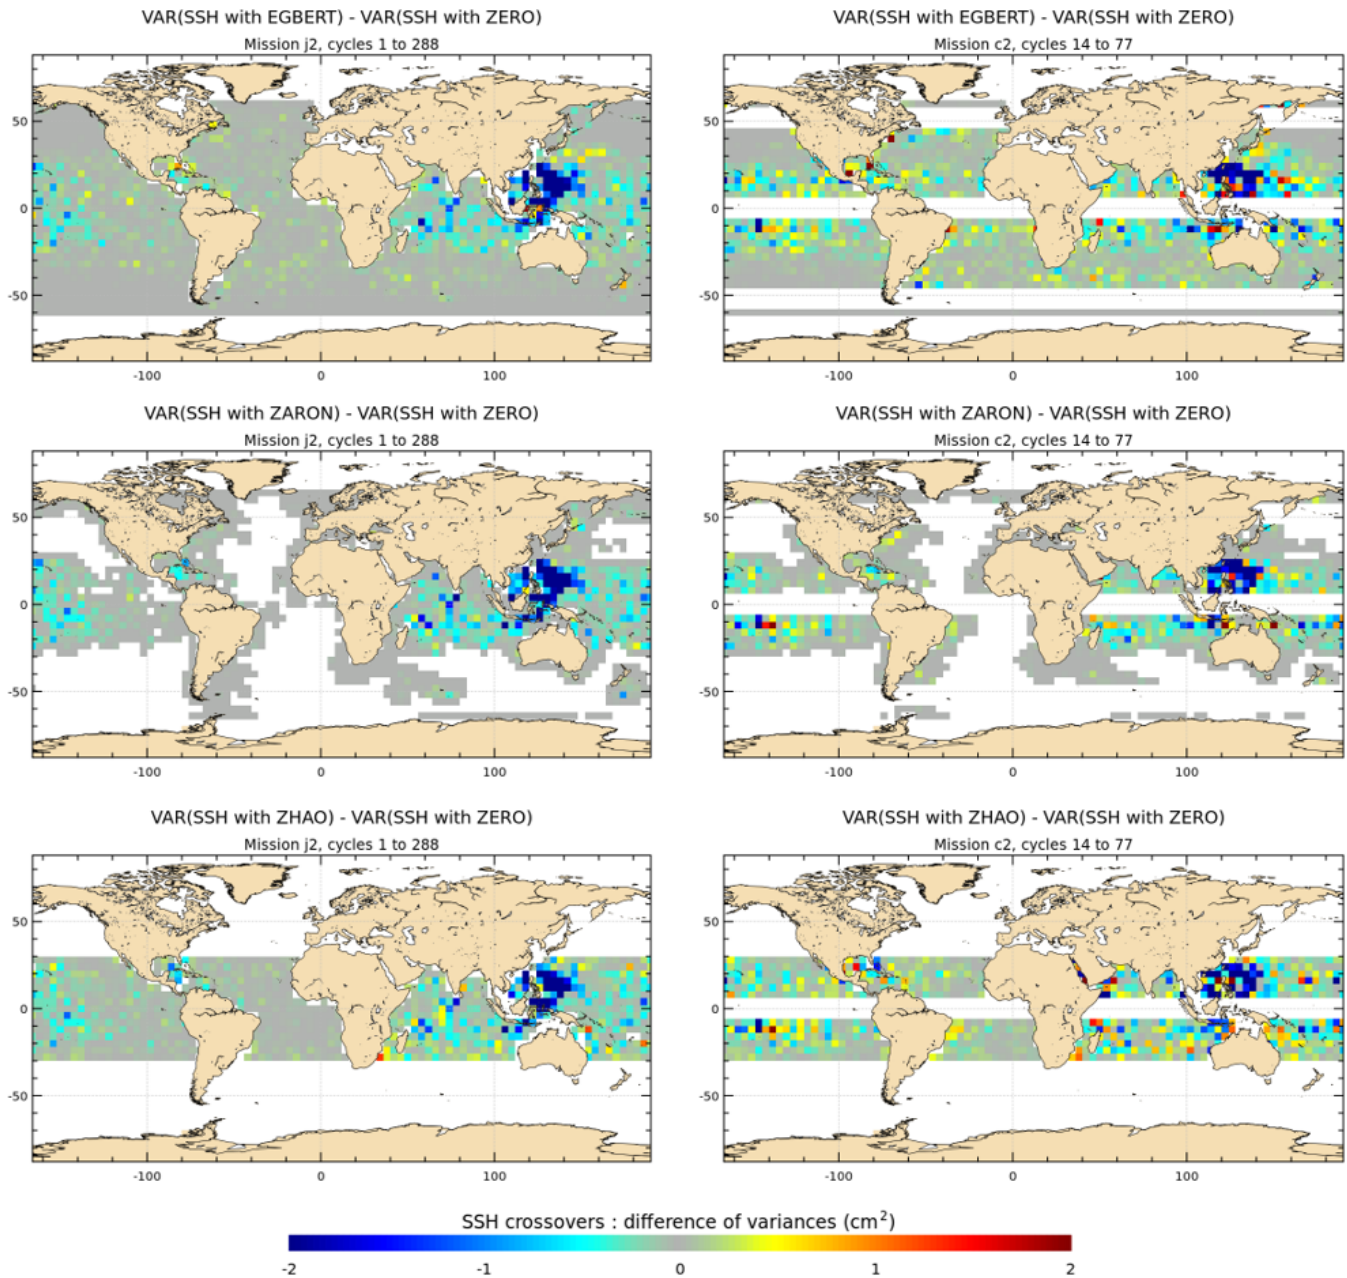 VAR(SSH with EGBERT) - VAR(SSH with ZERO)
Mission j2, cycles 1 to 288
50
0
-50
-100 0 100
VAR(SSH with EGBERT) - VAR(SSH with ZERO)
Mission c2, cycles 14 to 77
50
0
-50
-100 0 100
VAR(SSH with ZARON) - VAR(SSH with ZERO)
Mission j2, cycles 1 to 288
50
0
-50
-100 0 100
VAR(SSH with ZARON) - VAR(SSH with ZERO)
Mission c2, cycles 14 to 77
50
0
-50
-100 0 100
VAR(SSH with ZHAO) - VAR(SSH with ZERO)
Mission j2, cycles 1 to 288
50
0
-50
-100 0 100
VAR(SSH with ZHAO) - VAR(SSH with ZERO)
Mission c2, cycles 14 to 77
50
0
-50
-100 0 100
SSH crossovers : difference of variances (cm²)
-2 -1 0 1 2